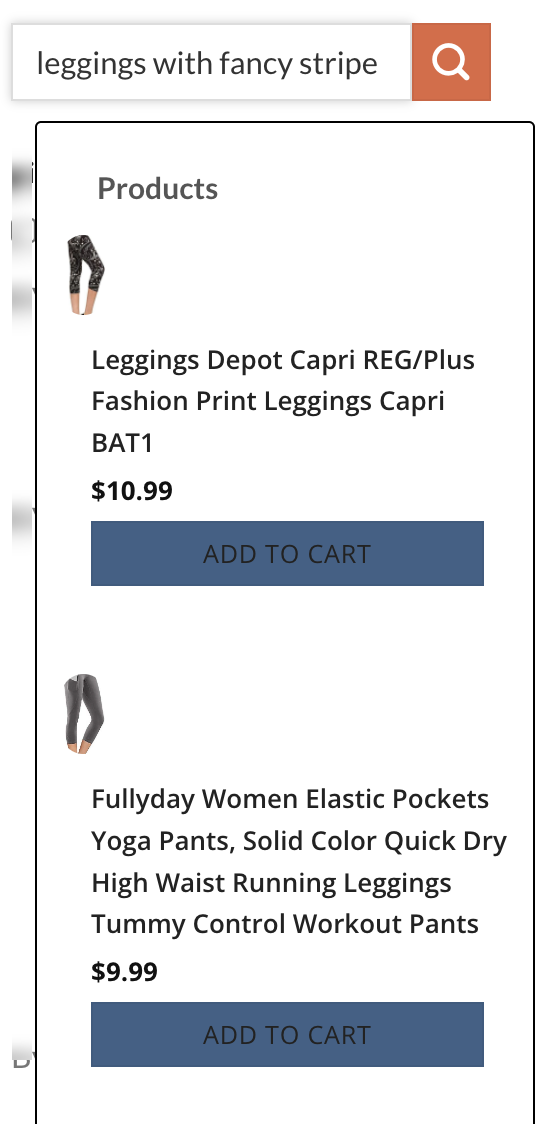 leggings with fancy stripe
Products
Leggings Depot Capri REG/Plus
Fashion Print Leggings Capri
BAT1
$10.99
ADD TO CART
Fullyday Women Elastic Pockets
Yoga Pants, Solid Color Quick Dry
High Waist Running Leggings
Tummy Control Workout Pants
$9.99
ADD TO CART